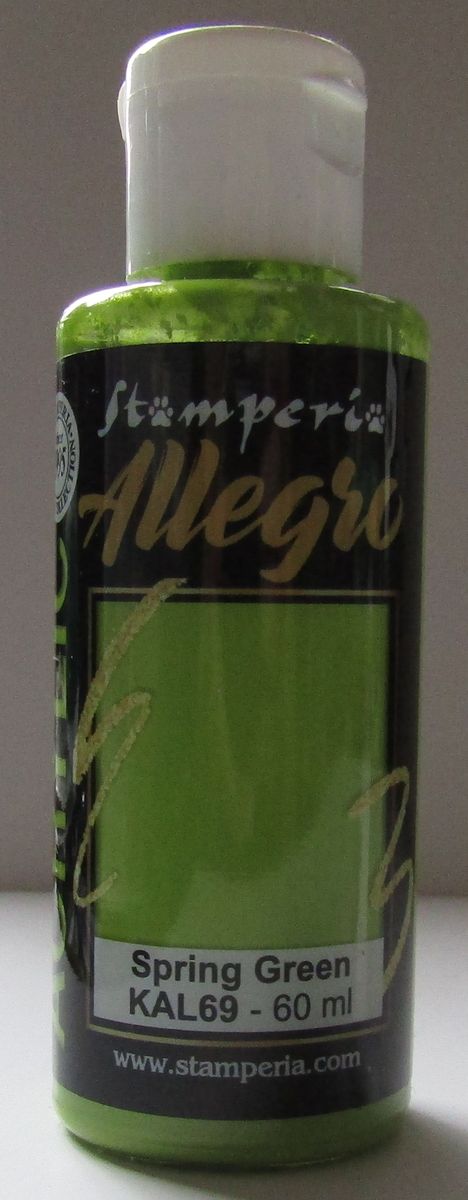 Stamperia
Allegro
Spring Green
KAL69 - 60 ml
www.stamperia.com